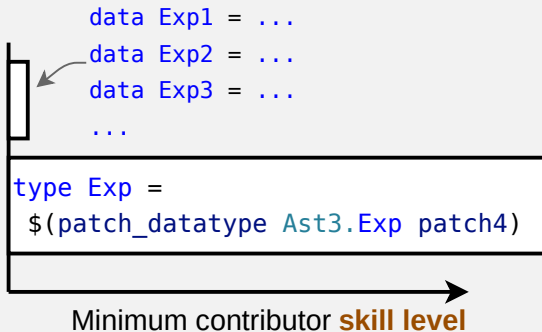 data Exp1 = ...
data Exp2 = ...
data Exp3 = ...
...
type Exp =
$(patch_datatype Ast3.Exp patch4)
Minimum contributor skill level